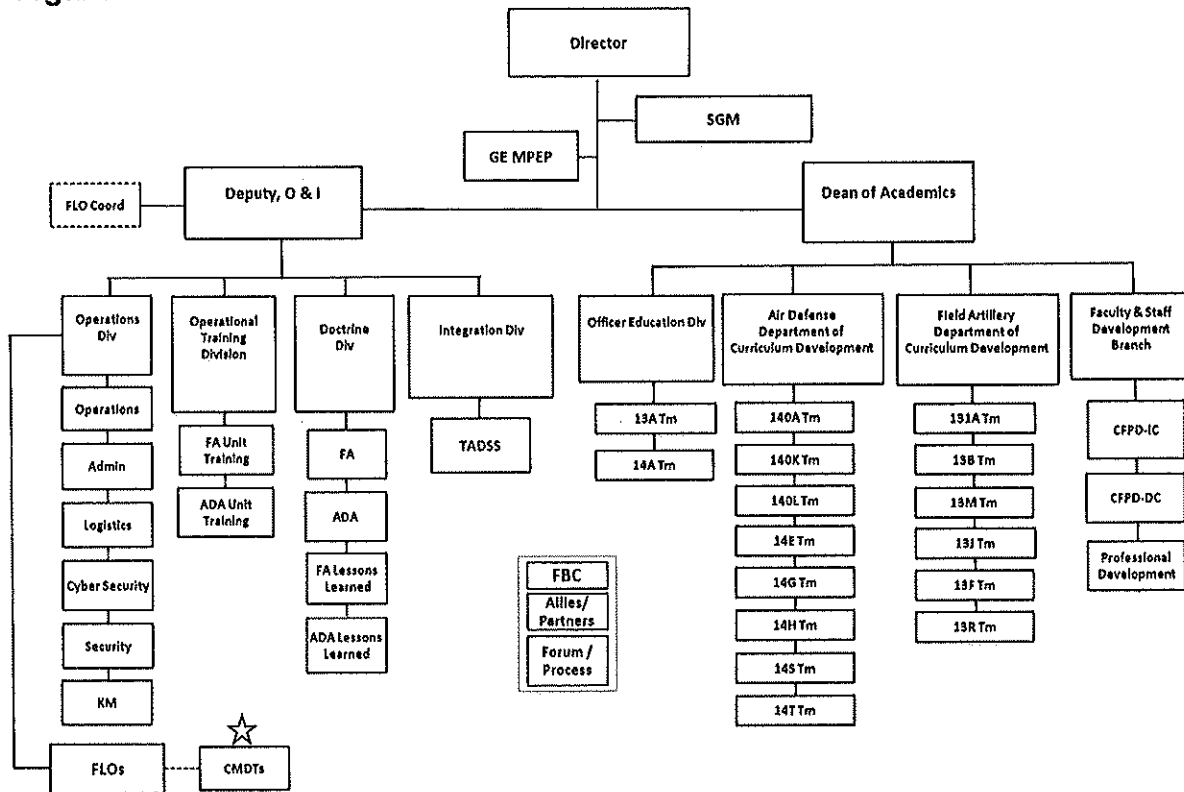 Director
SGM
GE MPEP
FLO Coord
Deputy, O & I
Dean of Academics
Operations
Div
Operational
Training
Division
Doctrine
Div
Integration Div
Officer Education Div
Air Defense
Department of
Curriculum Development
Field Artillery
Department of
Curriculum Development
Faculty & Staff
Development
Branch
Operations
Admin
Logistics
Cyber Security
Security
KM
FA Unit
Training
ADA Unit
Training
FA
ADA
FA Lessons
Learned
ADA Lessons
Learned
TADSS
13A Tm
14A Tm
140A Tm
140K Tm
140L Tm
14E Tm
14G Tm
14H Tm
14S Tm
14T Tm
131A Tm
13B Tm
13M Tm
13J Tm
13F Tm
13R Tm
CFPD-IC
CFPD-DC
Professional
Development
FBC
Allies/
Partners
Forum /
Process
FLOs
CMDTs